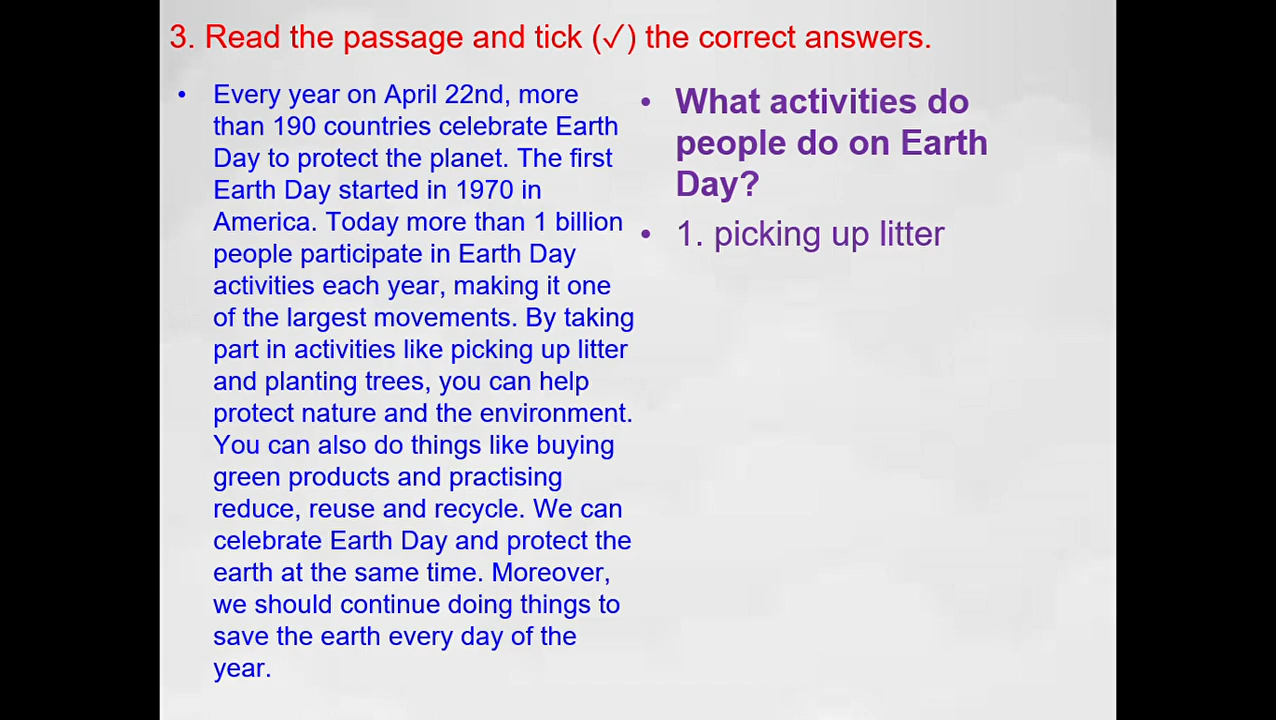 3. Read the passage and tick (✓) the correct answers.
• Every year on April 22nd, more
than 190 countries celebrate Earth
Day to protect the planet. The first
Earth Day started in 1970 in
America. Today more than 1 billion
people participate in Earth Day
activities each year, making it one
of the largest movements. By taking
part in activities like picking up litter
and planting trees, you can help
protect nature and the environment.
You can also do things like buying
green products and practising
reduce, reuse and recycle. We can
celebrate Earth Day and protect the
earth at the same time. Moreover,
we should continue doing things to
save the earth every day of the
year.
• What activities do
people do on Earth
Day?
• 1. picking up litter